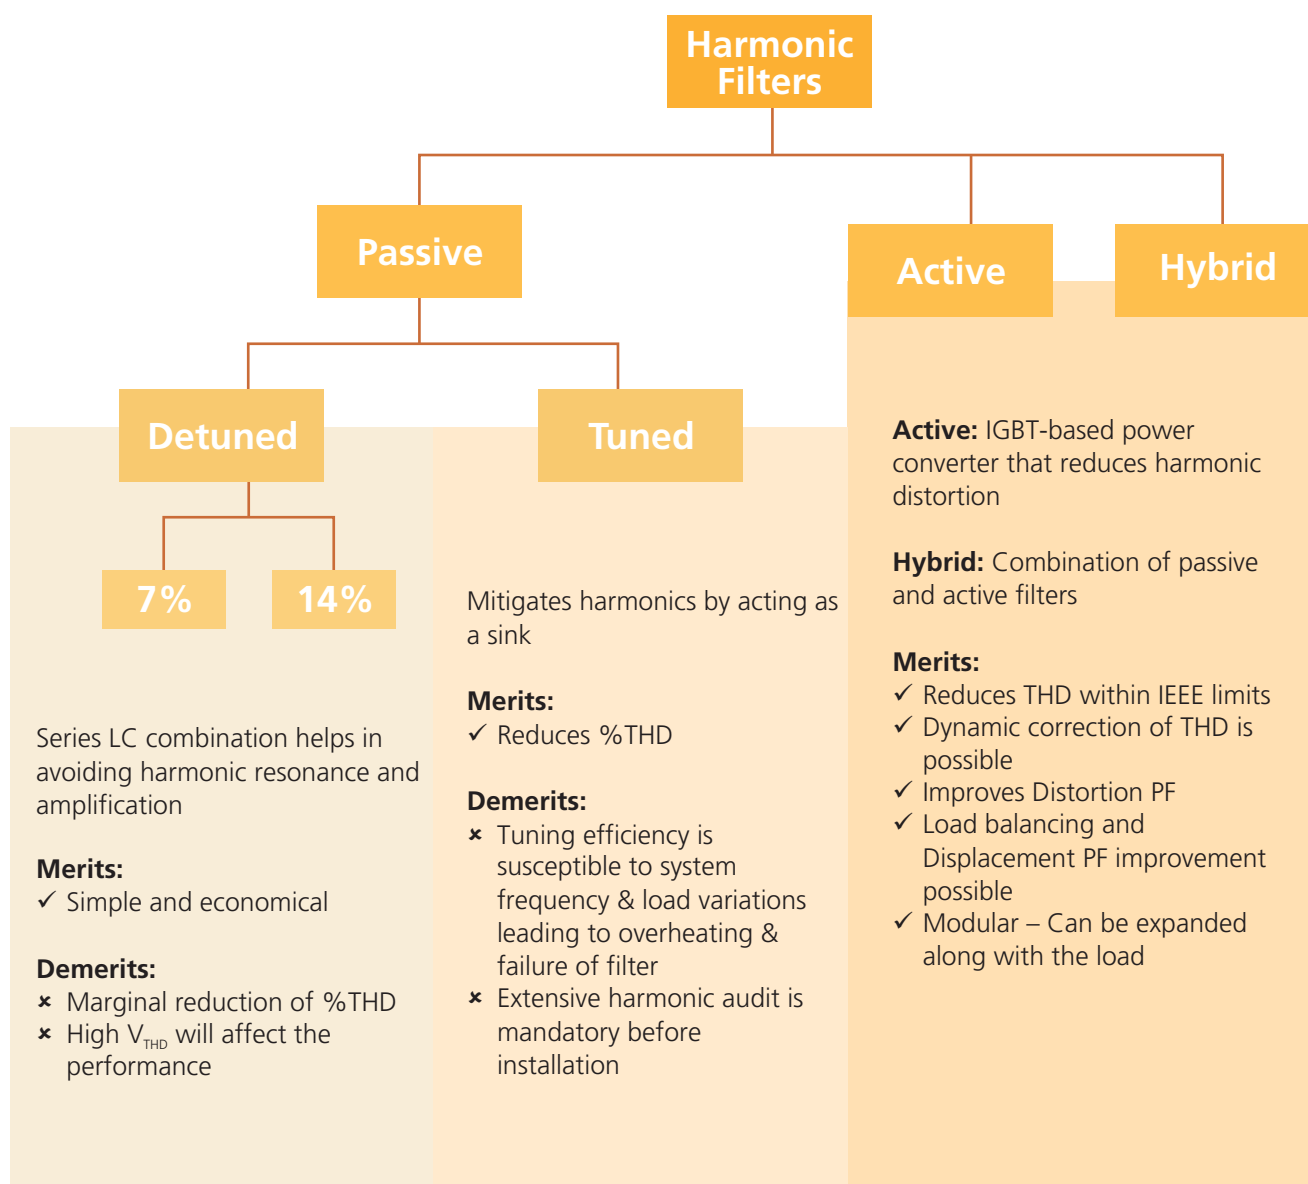 Harmonic
Filters
Passive
Active
Hybrid
Detuned
Tuned
7%
14%
Series LC combination helps in
avoiding harmonic resonance and
amplification
Merits:
✓ Simple and economical
Demerits:
× Marginal reduction of %THD
× High VTHD will affect the
performance
Mitigates harmonics by acting as
a sink
Merits:
✓ Reduces %THD
Demerits:
× Tuning efficiency is
susceptible to system
frequency & load variations
leading to overheating &
failure of filter
× Extensive harmonic audit is
mandatory before
installation
Active: IGBT-based power
converter that reduces harmonic
distortion
Hybrid: Combination of passive
and active filters
Merits:
✓ Reduces THD within IEEE limits
✓ Dynamic correction of THD is
possible
✓ Improves Distortion PF
✓ Load balancing and
Displacement PF improvement
possible
✓ Modular – Can be expanded
along with the load